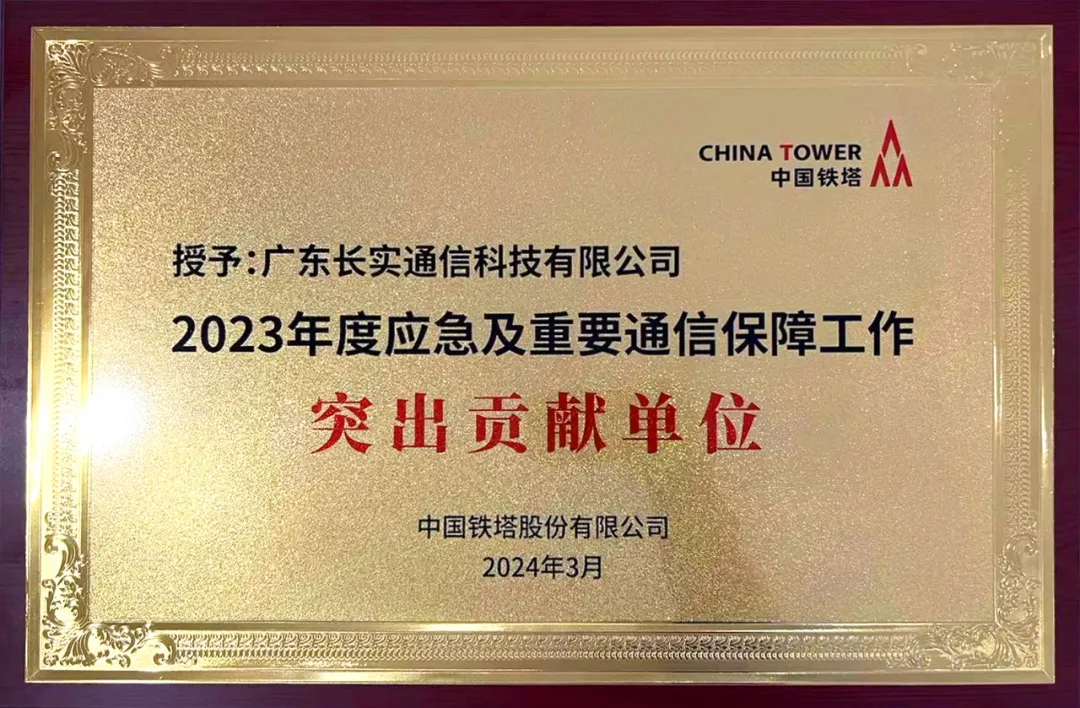 CHINA TOWER
中国铁塔
授予:广东长实通信科技有限公司
2023年度应急及重要通信保障工作
突出贡献单位
中国铁塔股份有限公司
2024年3月